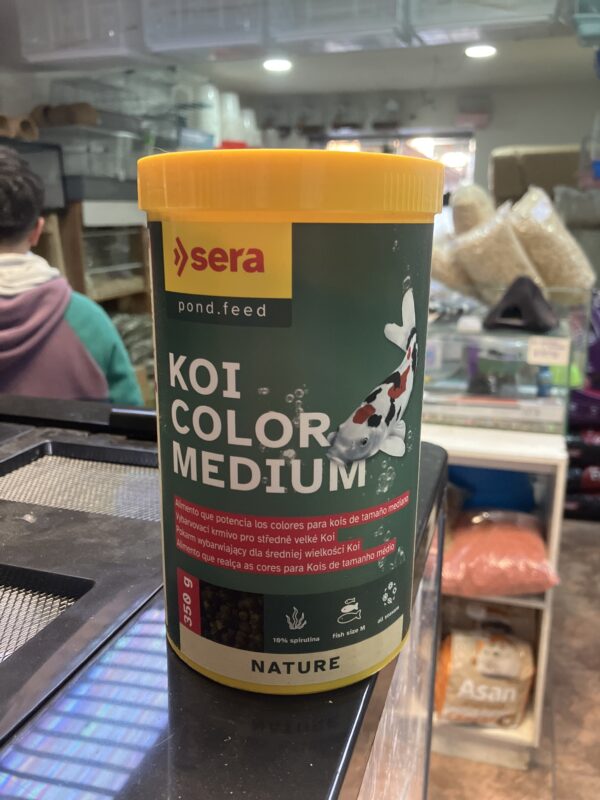 sera
pond.feed
KOI
COLOR
MEDIUM
Alimento que potencia los colores para kois de tamaño mediano
Vybarvovací krmivo pro středně velké Koi
Pokarm wybarwiający dla średniej wielkości Koi
Alimento que realça as cores para Kois de tamanho médio
350 g
10% spirulina
fish size M
all seasons
NATURE
Asan